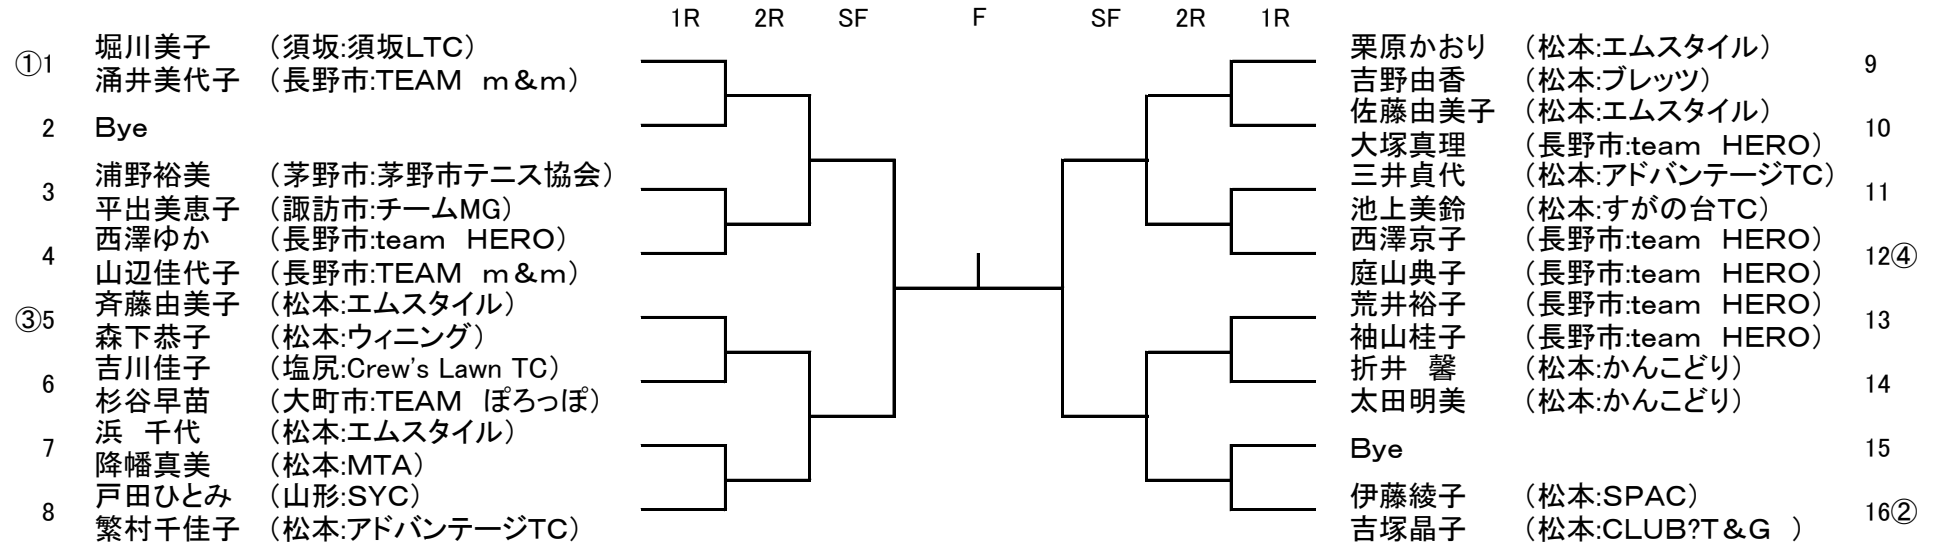 1R 2R SF F SF 2R 1R
堀川美子 （須坂:須坂LTC）
①1
涌井美代子 （長野市:TEAM　m＆m）
2 Bye
浦野裕美 （茅野市:茅野市テニス協会）
3
平出美恵子 （諏訪市:チームMG）
西澤ゆか （長野市:team　HERO）
4
山辺佳代子 （長野市:TEAM　m＆m）
斉藤由美子 （松本:エムスタイル）
③5
森下恭子 （松本:ウィニング）
吉川佳子 （塩尻:Crew's Lawn TC）
6
杉谷早苗 （大町市:TEAM　ぽろっぽ）
浜　千代 （松本:エムスタイル）
7
降幡真美 （松本:MTA）
戸田ひとみ （山形:SYC）
8
繁村千佳子 （松本:アドバンテージTC）
栗原かおり （松本:エムスタイル）
9
吉野由香 （松本:ブレッツ）
佐藤由美子 （松本:エムスタイル）
10
大塚真理 （長野市:team　HERO）
三井貞代 （松本:アドバンテージTC）
11
池上美鈴 （松本:すがの台TC）
西澤京子 （長野市:team　HERO）
12④
庭山典子 （長野市:team　HERO）
荒井裕子 （長野市:team　HERO）
13
袖山桂子 （長野市:team　HERO）
折井　馨 （松本:かんこどり）
14
太田明美 （松本:かんこどり）
Bye 15
伊藤綾子 （松本:SPAC）
16②
吉塚晶子 （松本:CLUB?T＆G　）